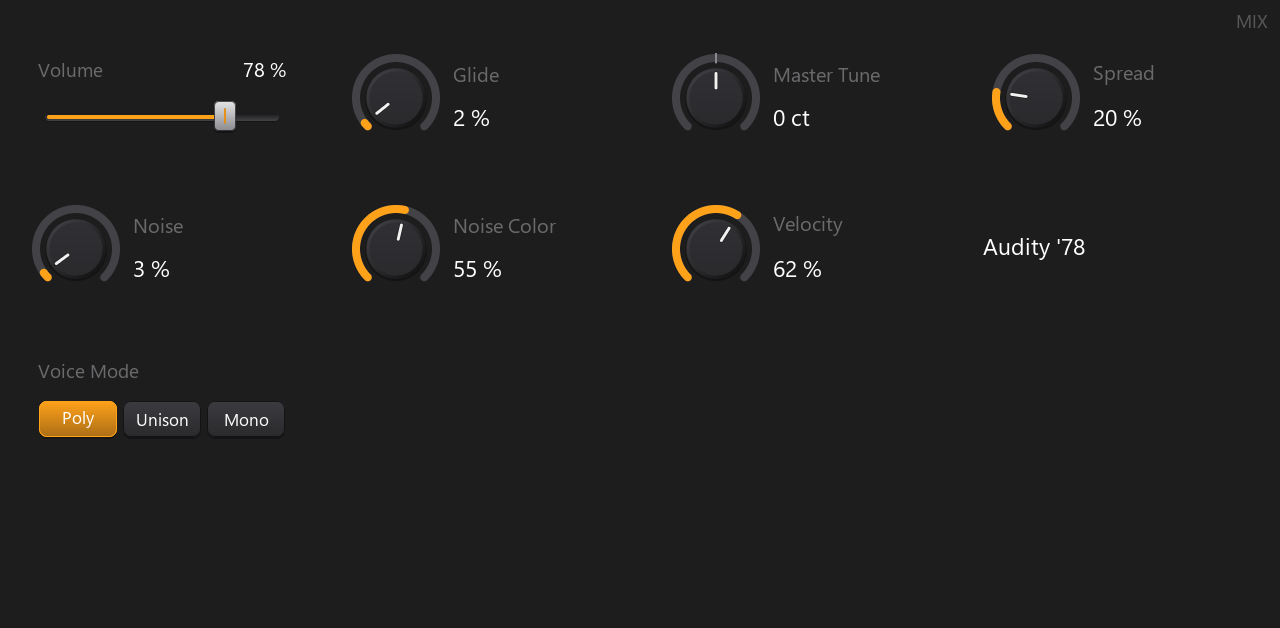 MIX
Volume
78 %
Glide
2 %
Master Tune
0 ct
Spread
20 %
Noise
3 %
Noise Color
55 %
Velocity
62 %
Audity '78
Voice Mode
Poly
Unison
Mono